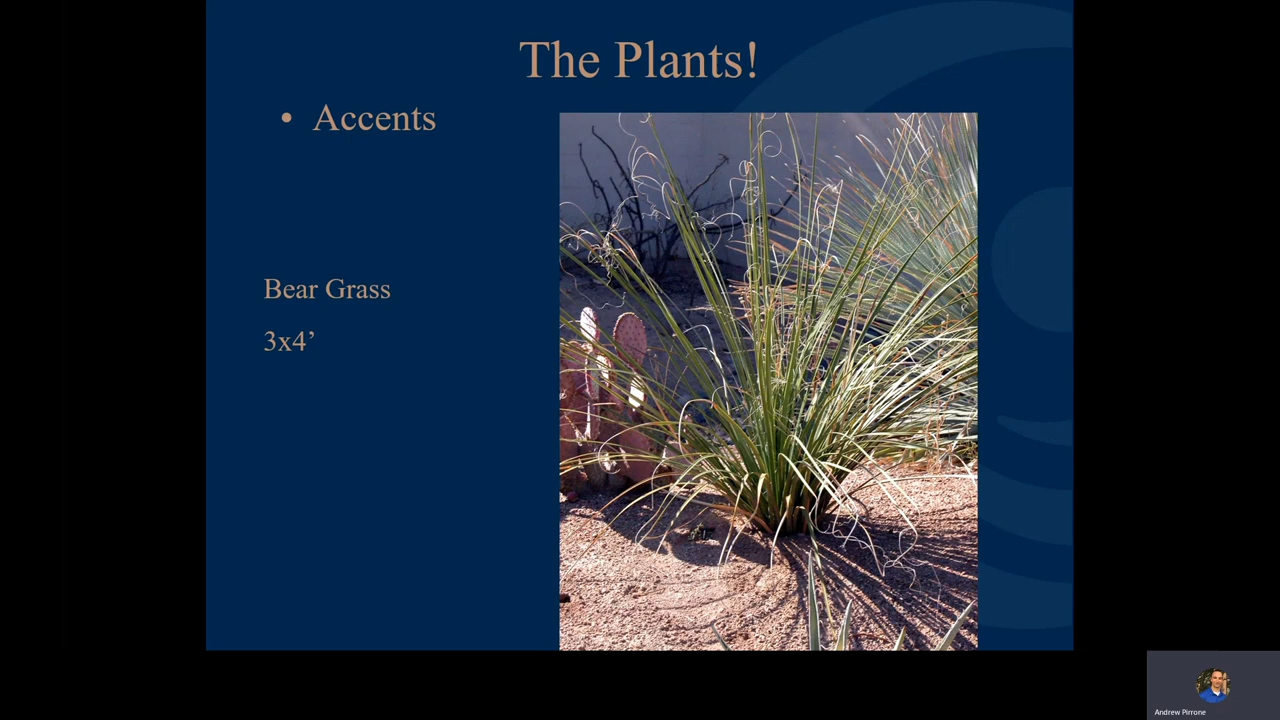 The Plants!
• Accents
Bear Grass
3x4’
Andrew Pirrone